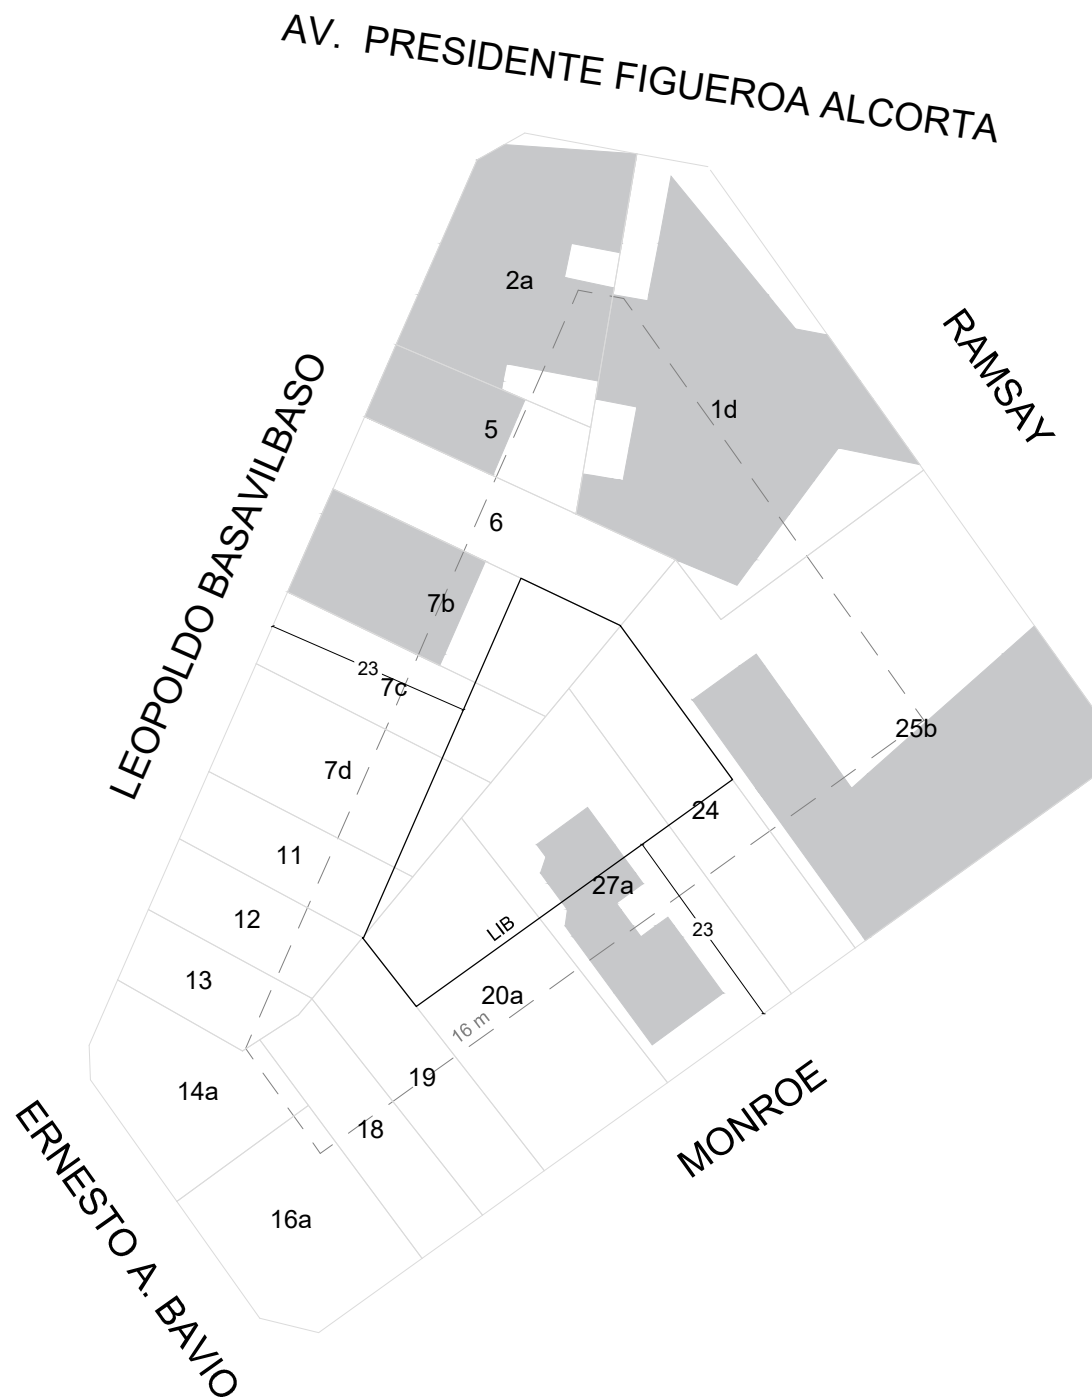 AV. PRESIDENTE FIGUEROA ALCORTA
2a
RAMSAY
1d
LEOPOLDO BASAVILBASO
5
6
7b
23
7c
25b
7d
24
11
27a
12
LIB
23
13
20a
16 m
19
14a
18
MONROE
ERNESTO A. BAVIO
16a